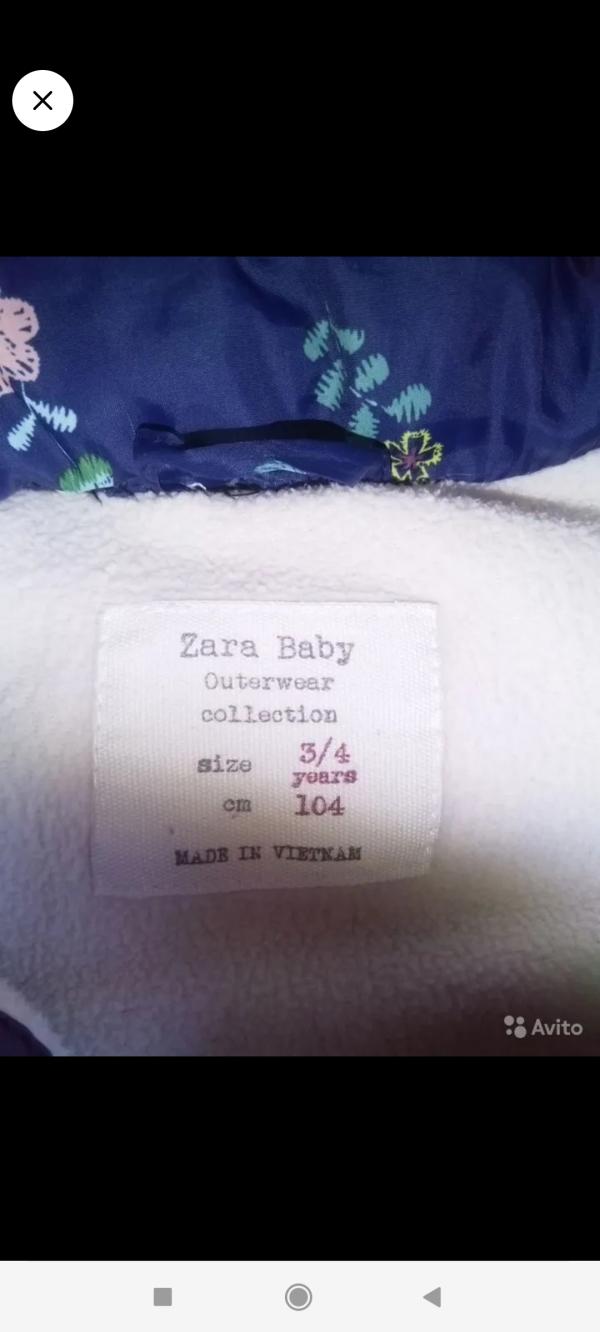 Zara Baby
Outerwear
collection
size 3/4 years
cm 104
MADE IN VIETNAM
Avito